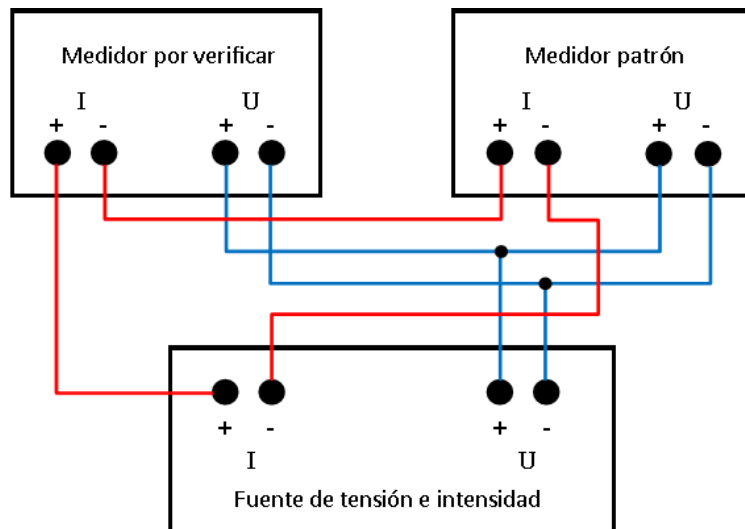 Medidor por verificar
I U
+ - + -
Medidor patrón
I U
+ - + -
+ - + -
I U
Fuente de tensión e intensidad